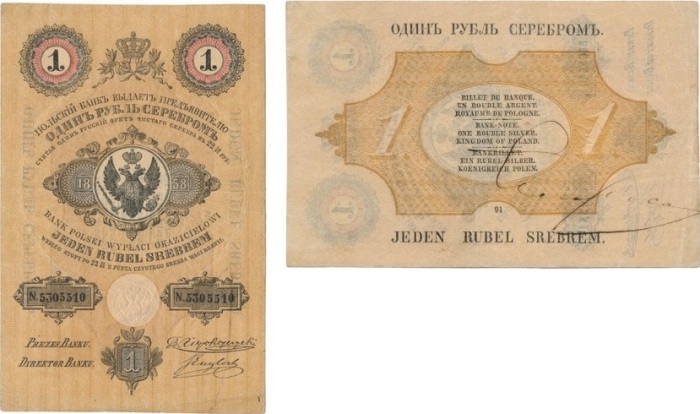 1 1
ПОЛЬСКІЙ БАНКЪ ВЫДАЕТЪ ПРЕДЪЯВИТЕЛЮ
ОДИНЪ РУБЛЬ СЕРЕБРОМЪ
18 58
BANK POLSKI WYPŁACI OKAZICIELOWI
JEDEN RUBEL SREBREM
N. 5305510 N. 5305510
PREZES BANKU.
DYREKTOR BANKU.
1
ОДИНЪ РУБЛЬ СЕРЕБРОМЪ.
BILLET DE BANQUE.
UN ROUBLE ARGENT.
ROYAUME DE POLOGNE.
1 1
BANK-NOTE.
ONE ROUBLE SILVER.
KINGDOM OF POLAND.
BANKBILLET.
EIN RUBEL SILBER.
KOENIGREICH POLEN.
91
JEDEN RUBEL SREBREM.